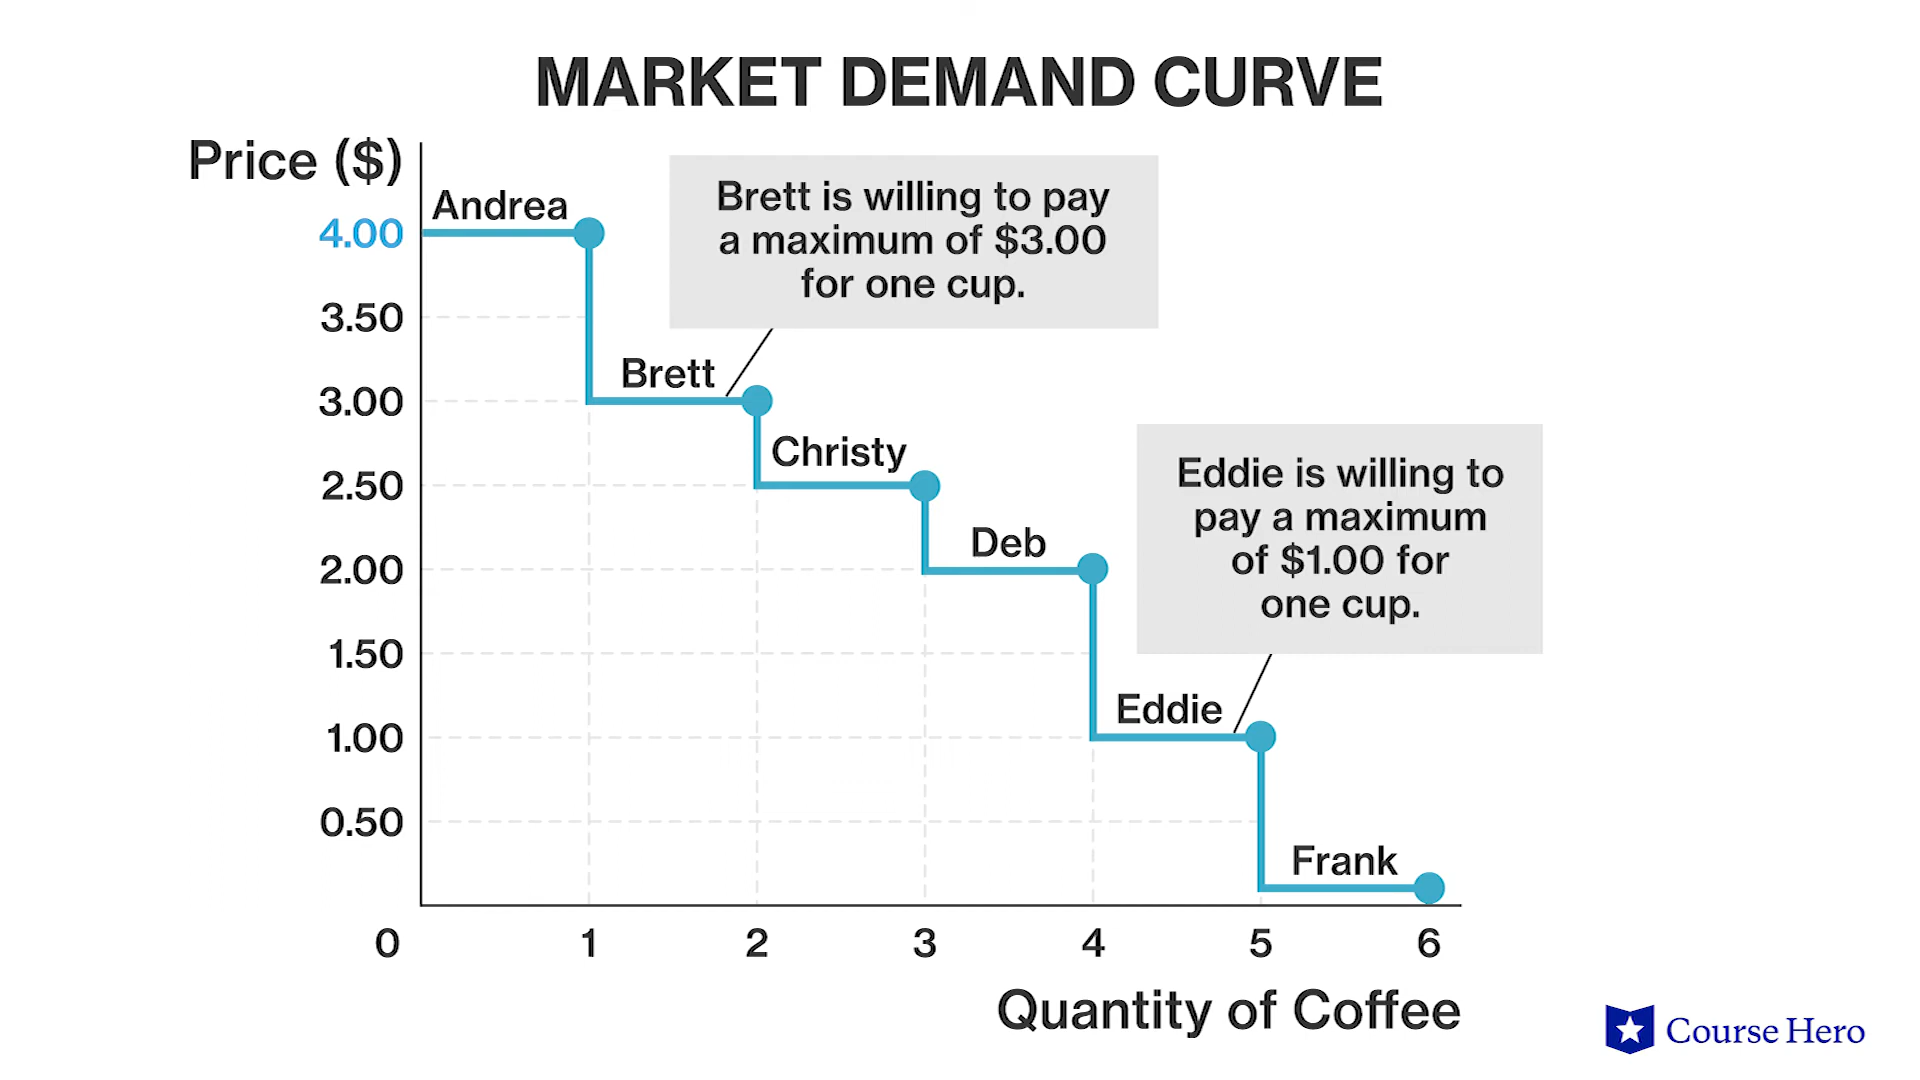 MARKET DEMAND CURVE
Price ($)
4.00
3.50
3.00
2.50
2.00
1.50
1.00
0.50
0
1
2
3
4
5
6
Quantity of Coffee
Andrea
Brett
Christy
Deb
Eddie
Frank
Brett is willing to pay
a maximum of $3.00
for one cup.
Eddie is willing to
pay a maximum
of $1.00 for
one cup.
Course Hero